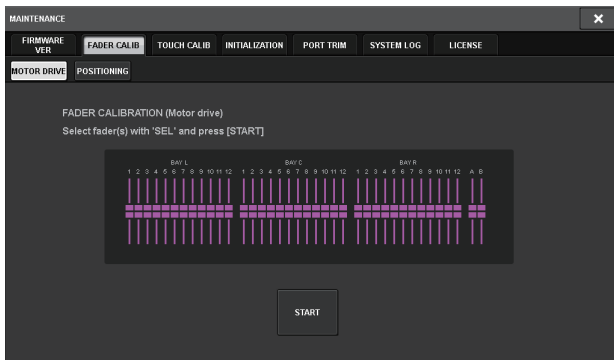 MAINTENANCE
FIRMWARE VER FADER CALIB TOUCH CALIB INITIALIZATION PORT TRIM SYSTEM LOG LICENSE
MOTOR DRIVE POSITIONING
FADER CALIBRATION (Motor drive)
Select fader(s) with 'SEL' and press [START]
BAY L BAY C BAY R
1 2 3 4 5 6 7 8 9 10 11 12 1 2 3 4 5 6 7 8 9 10 11 12 1 2 3 4 5 6 7 8 9 10 11 12 A B
START